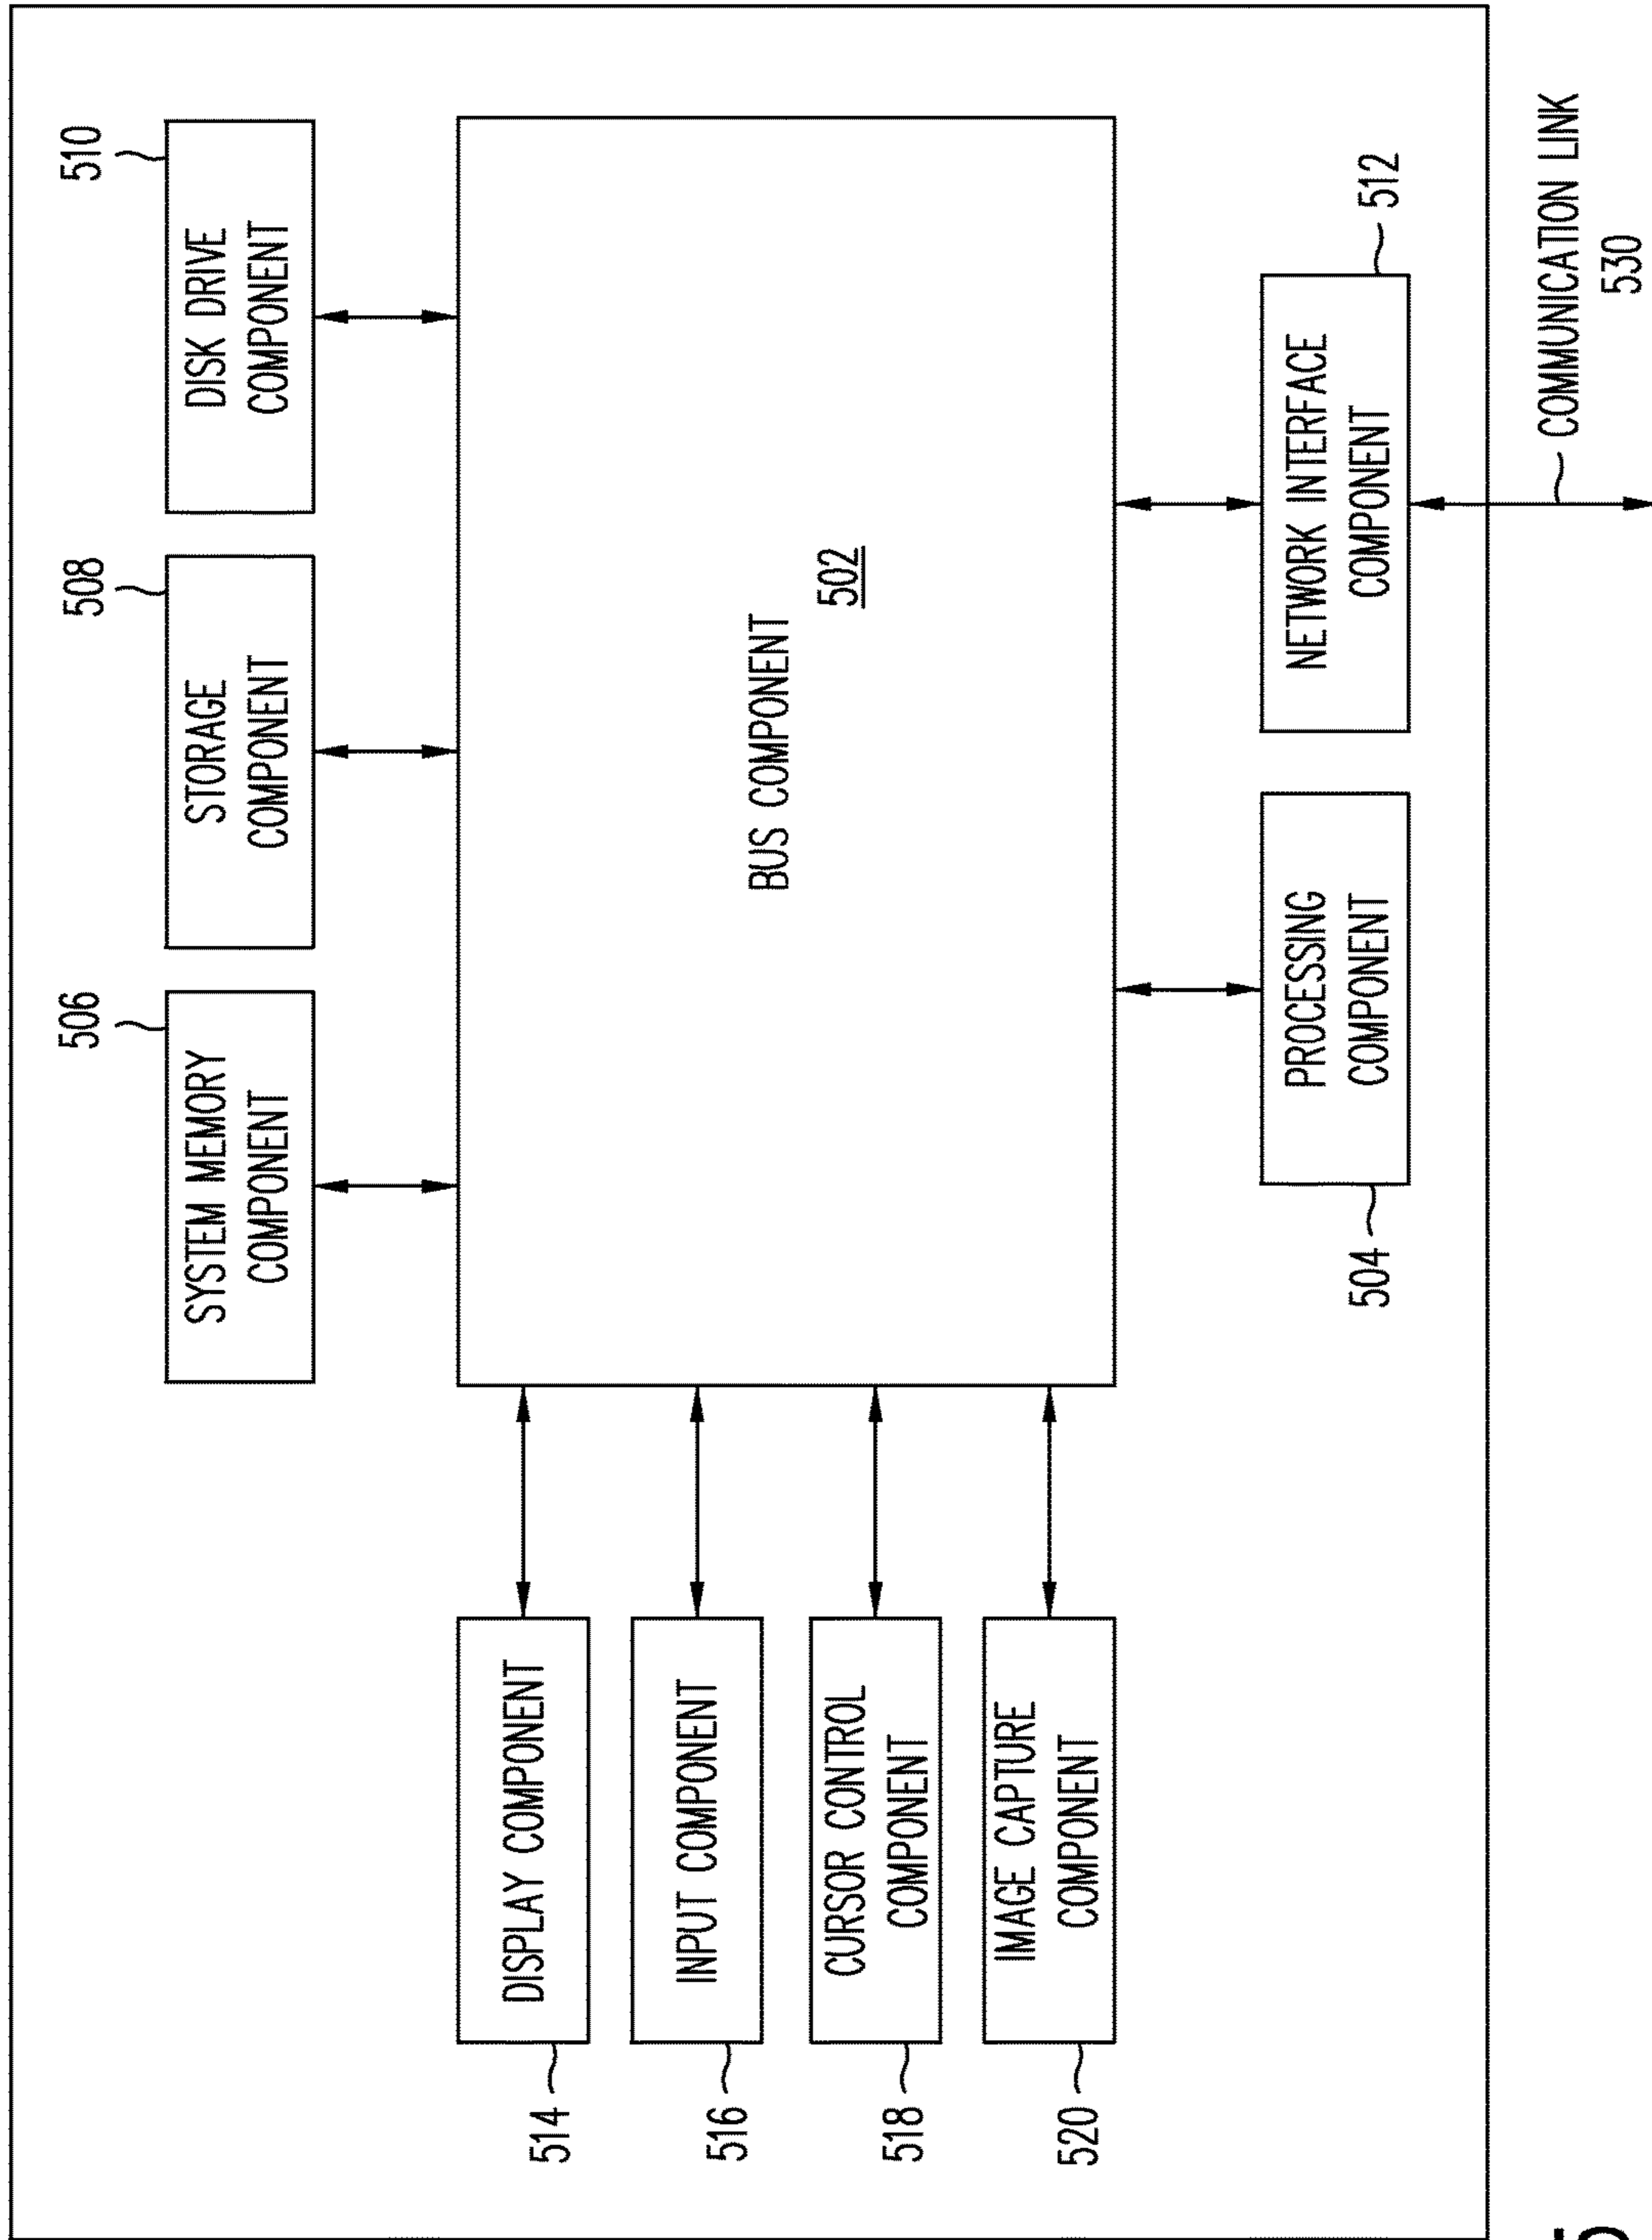 506
508
510
SYSTEM MEMORY
COMPONENT
STORAGE
COMPONENT
DISK DRIVE
COMPONENT
514
DISPLAY COMPONENT
516
INPUT COMPONENT
518
CURSOR CONTROL
COMPONENT
520
IMAGE CAPTURE
COMPONENT
BUS COMPONENT
502
504
PROCESSING
COMPONENT
NETWORK INTERFACE
COMPONENT
512
COMMUNICATION LINK
530
5